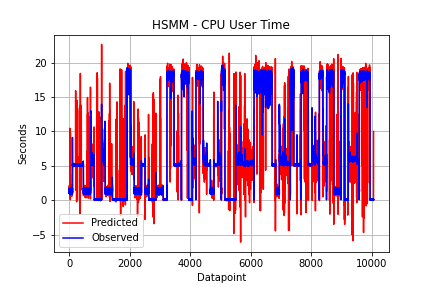 HSMM - CPU User Time
Seconds
20
15
10
5
0
−5
Predicted
Observed
0
2000
4000
6000
8000
10000
Datapoint